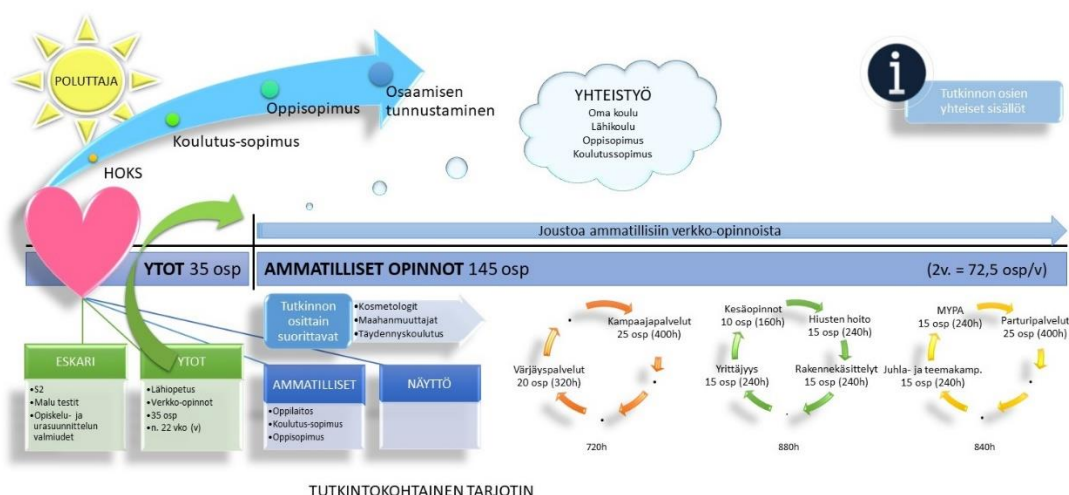 POLUTTAJA
HOKS
Koulutus-sopimus
Oppisopimus
Osaamisen
tunnustaminen
YHTEISTYÖ
Oma koulu
Lähikoulu
Oppisopimus
Koulutussopimus
i
Tutkinnon osien
yhteiset sisällöt
Joustoa ammatillisiin verkko-opinnoista
YTOT 35 osp
AMMATILLISET OPINNOT 145 osp
(2v. = 72,5 osp/v)
Tutkinnon
osittain
suorittavat
•Kosmetologit
•Maahanmuuttajat
•Täydennyskoulutus
ESKARI
•S2
•Malu testit
•Opiskelu- ja
urasuunnittelun
valmiudet
YTOT
•Lähiopetus
•Verkko-opinnot
•35 osp
•n. 22 vko (v)
AMMATILLISET
•Oppilaitos
•Koulutus-sopimus
•Oppisopimus
NÄYTTÖ
Kampaajapalvelut
25 osp (400h)
Värjäyspalvelut
20 osp (320h)
720h
Kesäopinnot
10 osp (160h)
Hiusten hoito
15 osp (240h)
Yrittäjyys
15 osp (240h)
Rakennekäsittelyt
15 osp (240h)
880h
MYPA
15 osp (240h)
Parturipalvelut
25 osp (400h)
Juhla- ja teemakamp.
15 osp (240h)
840h
TUTKINTOKOHTAINEN TARJOTIN